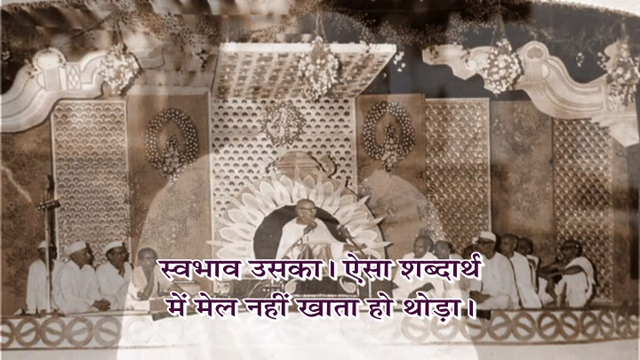 स्वभाव उसका। ऐसा शब्दार्थ
में मेल नहीं खाता हो थोड़ा।